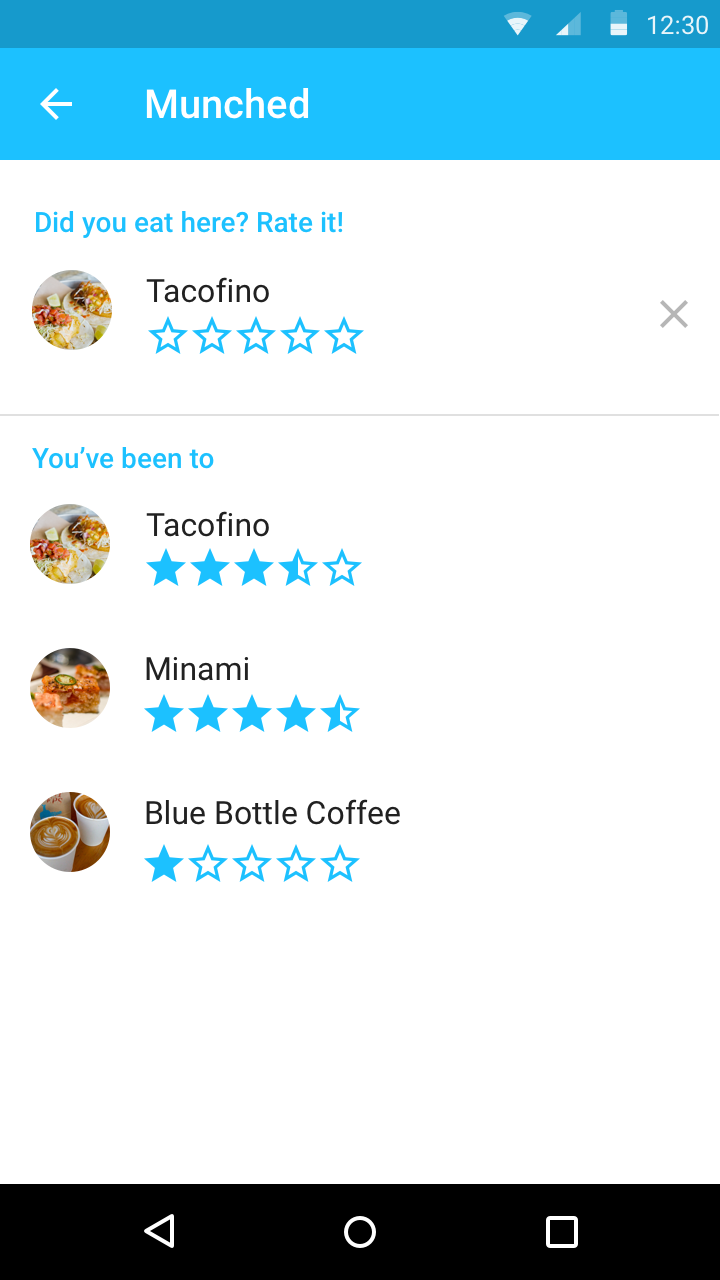 12:30
Munched
Did you eat here? Rate it!
Tacofino
You’ve been to
Tacofino
Minami
Blue Bottle Coffee